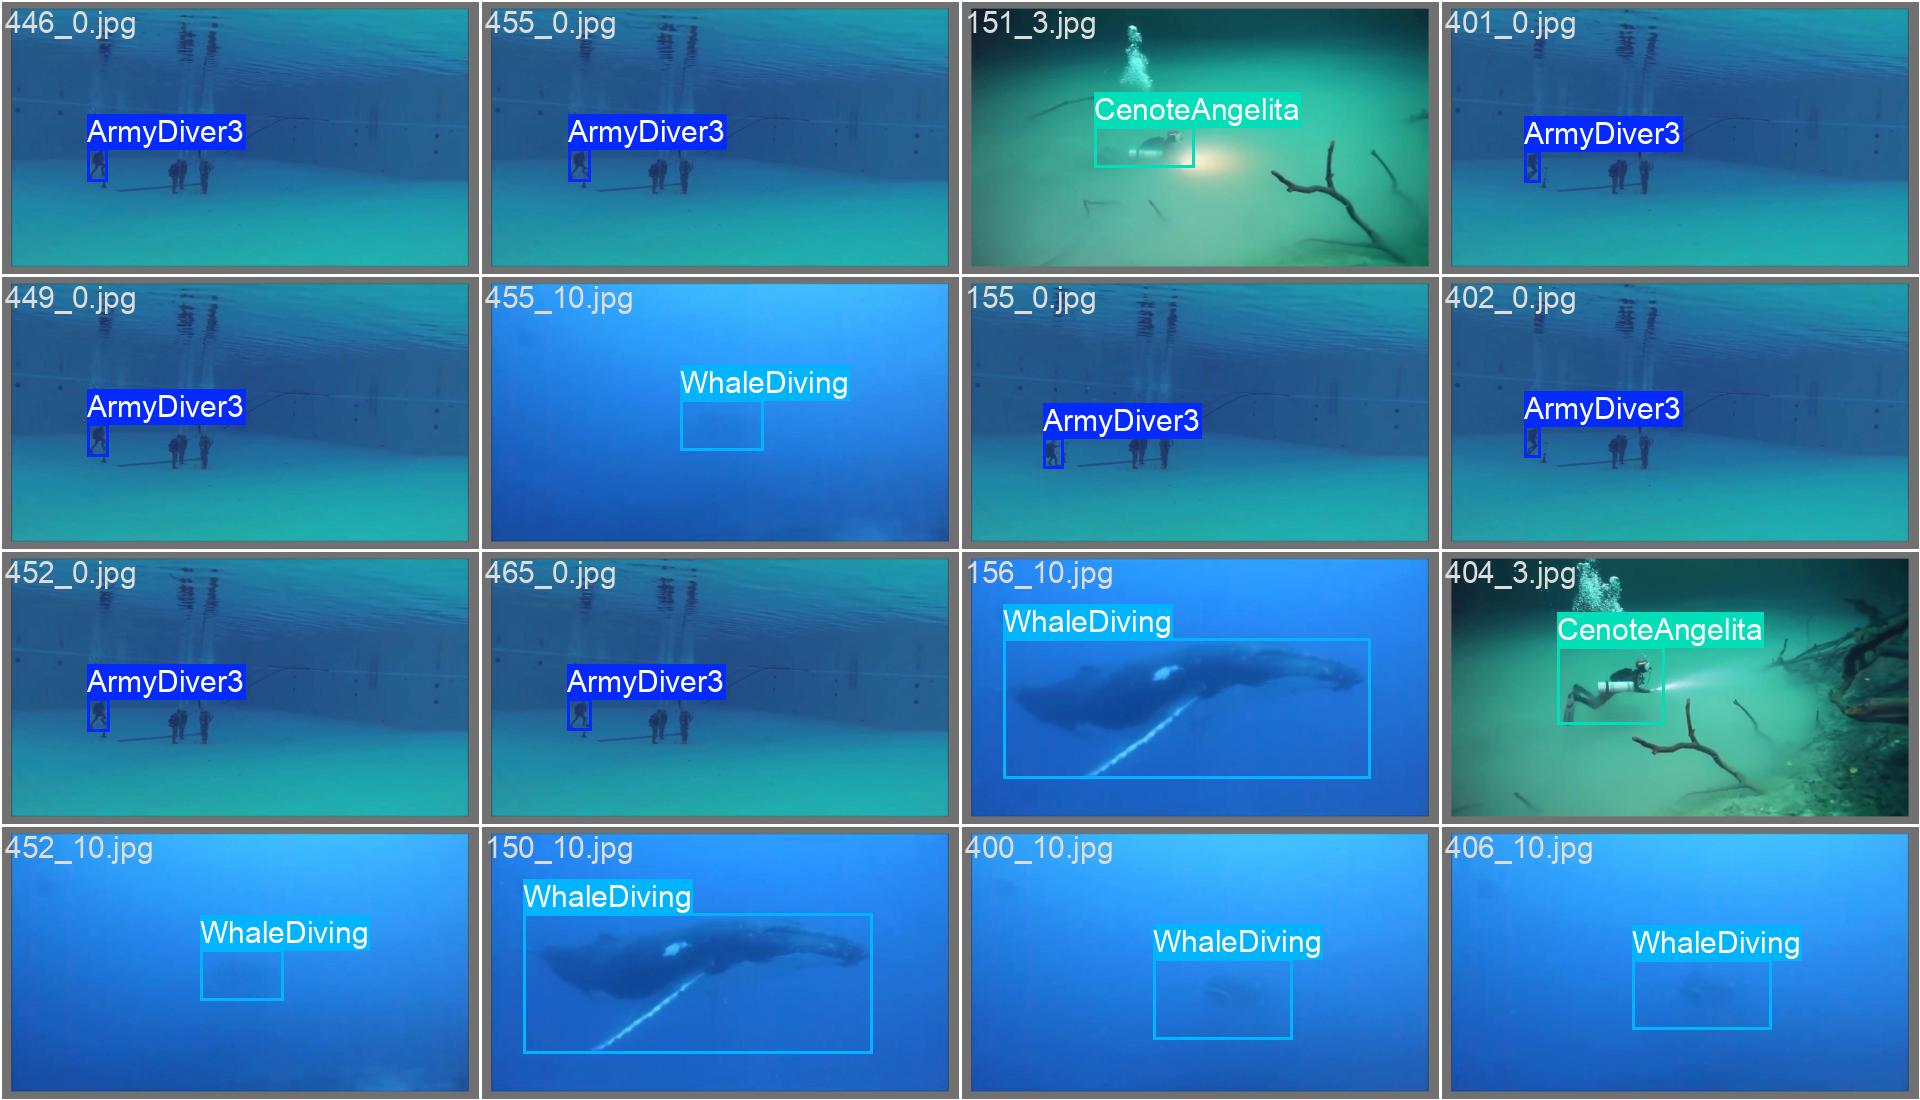 446_0.jpg
455_0.jpg
151_3.jpg
401_0.jpg
ArmyDiver3
ArmyDiver3
CenoteAngelita
ArmyDiver3
449_0.jpg
455_10.jpg
155_0.jpg
402_0.jpg
ArmyDiver3
WhaleDiving
ArmyDiver3
ArmyDiver3
452_0.jpg
465_0.jpg
156_10.jpg
404_3.jpg
ArmyDiver3
ArmyDiver3
WhaleDiving
CenoteAngelita
452_10.jpg
150_10.jpg
400_10.jpg
406_10.jpg
WhaleDiving
WhaleDiving
WhaleDiving
WhaleDiving